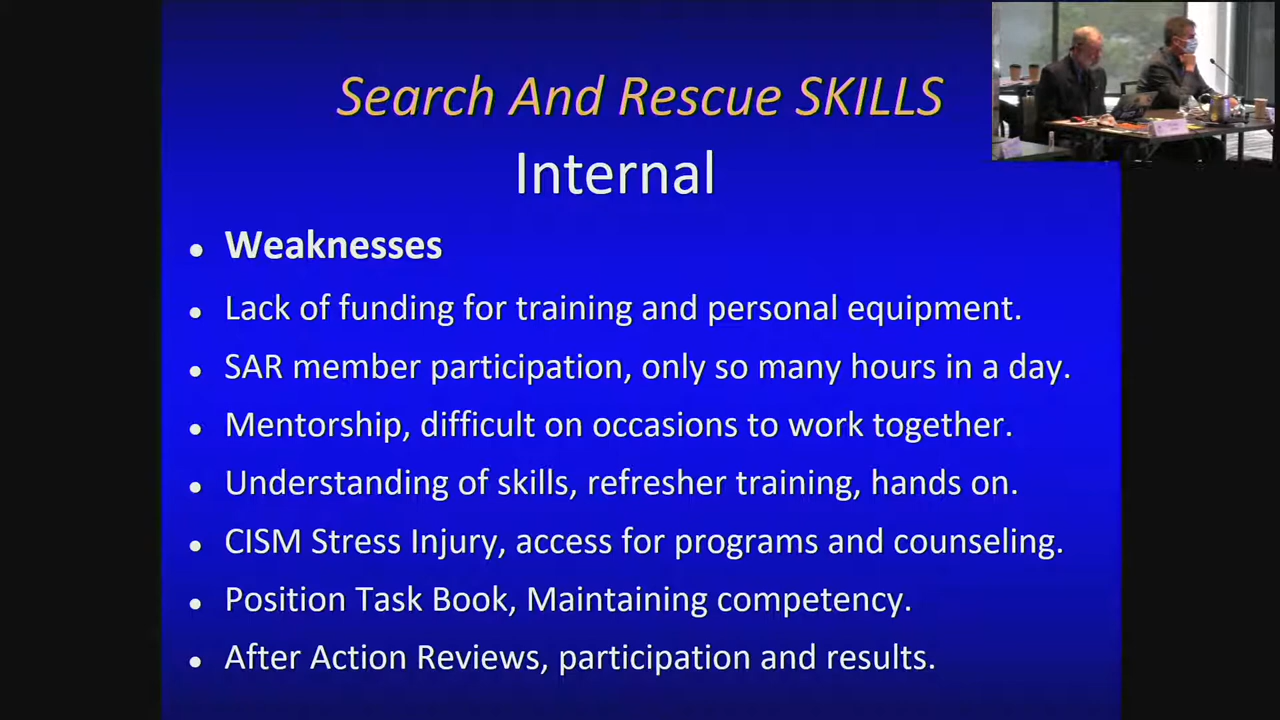 Search And Rescue SKILLS
Internal
Weaknesses
Lack of funding for training and personal equipment.
SAR member participation, only so many hours in a day.
Mentorship, difficult on occasions to work together.
Understanding of skills, refresher training, hands on.
CISM Stress Injury, access for programs and counseling.
Position Task Book, Maintaining competency.
After Action Reviews, participation and results.